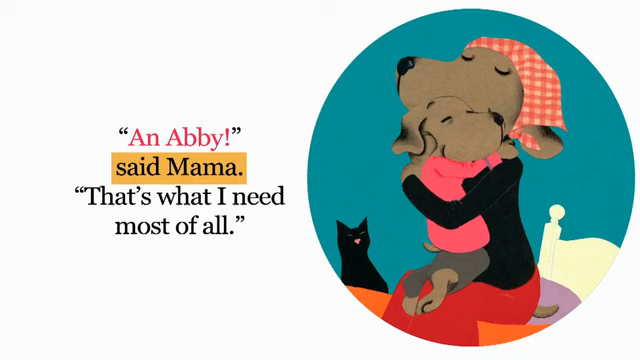 “An Abby!”
said Mama.
“That’s what I need
most of all.”